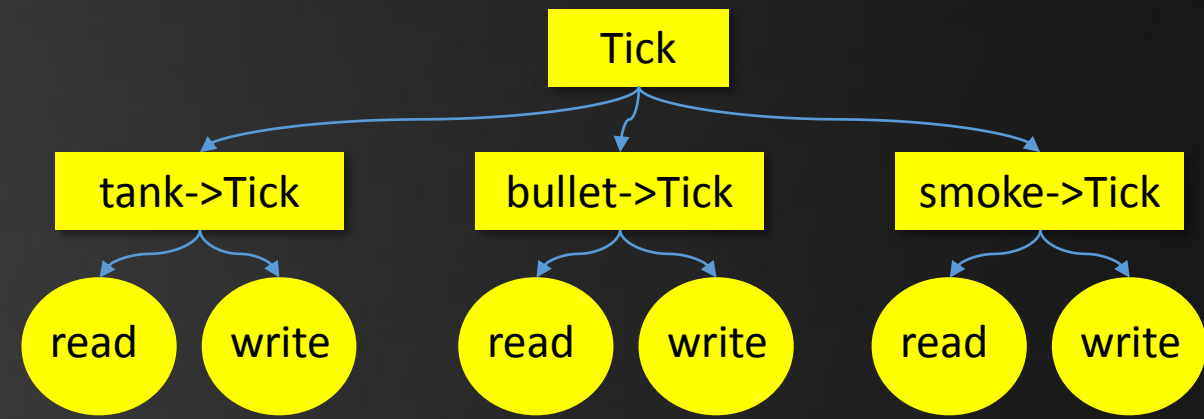 Tick
tank->Tick
bullet->Tick
smoke->Tick
read
write
read
write
read
write